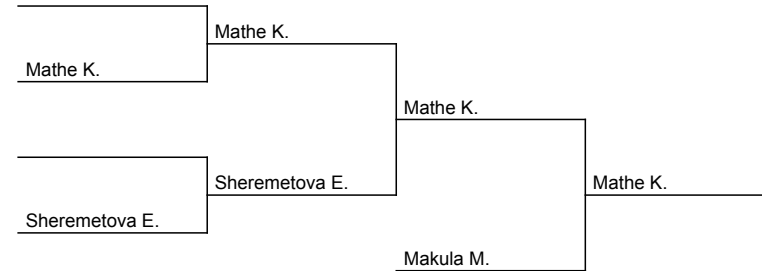 Mathe K.
Mathe K.
Mathe K.
Sheremetova E.
Mathe K.
Sheremetova E.
Makula M.